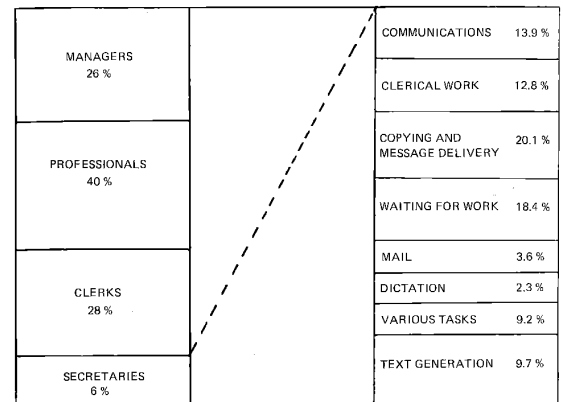 MANAGERS
26 %
PROFESSIONALS
40 %
CLERKS
28 %
SECRETARIES
6 %
COMMUNICATIONS 13.9 %
CLERICAL WORK 12.8 %
COPYING AND
MESSAGE DELIVERY 20.1 %
WAITING FOR WORK 18.4 %
MAIL 3.6 %
DICTATION 2.3 %
VARIOUS TASKS 9.2 %
TEXT GENERATION 9.7 %